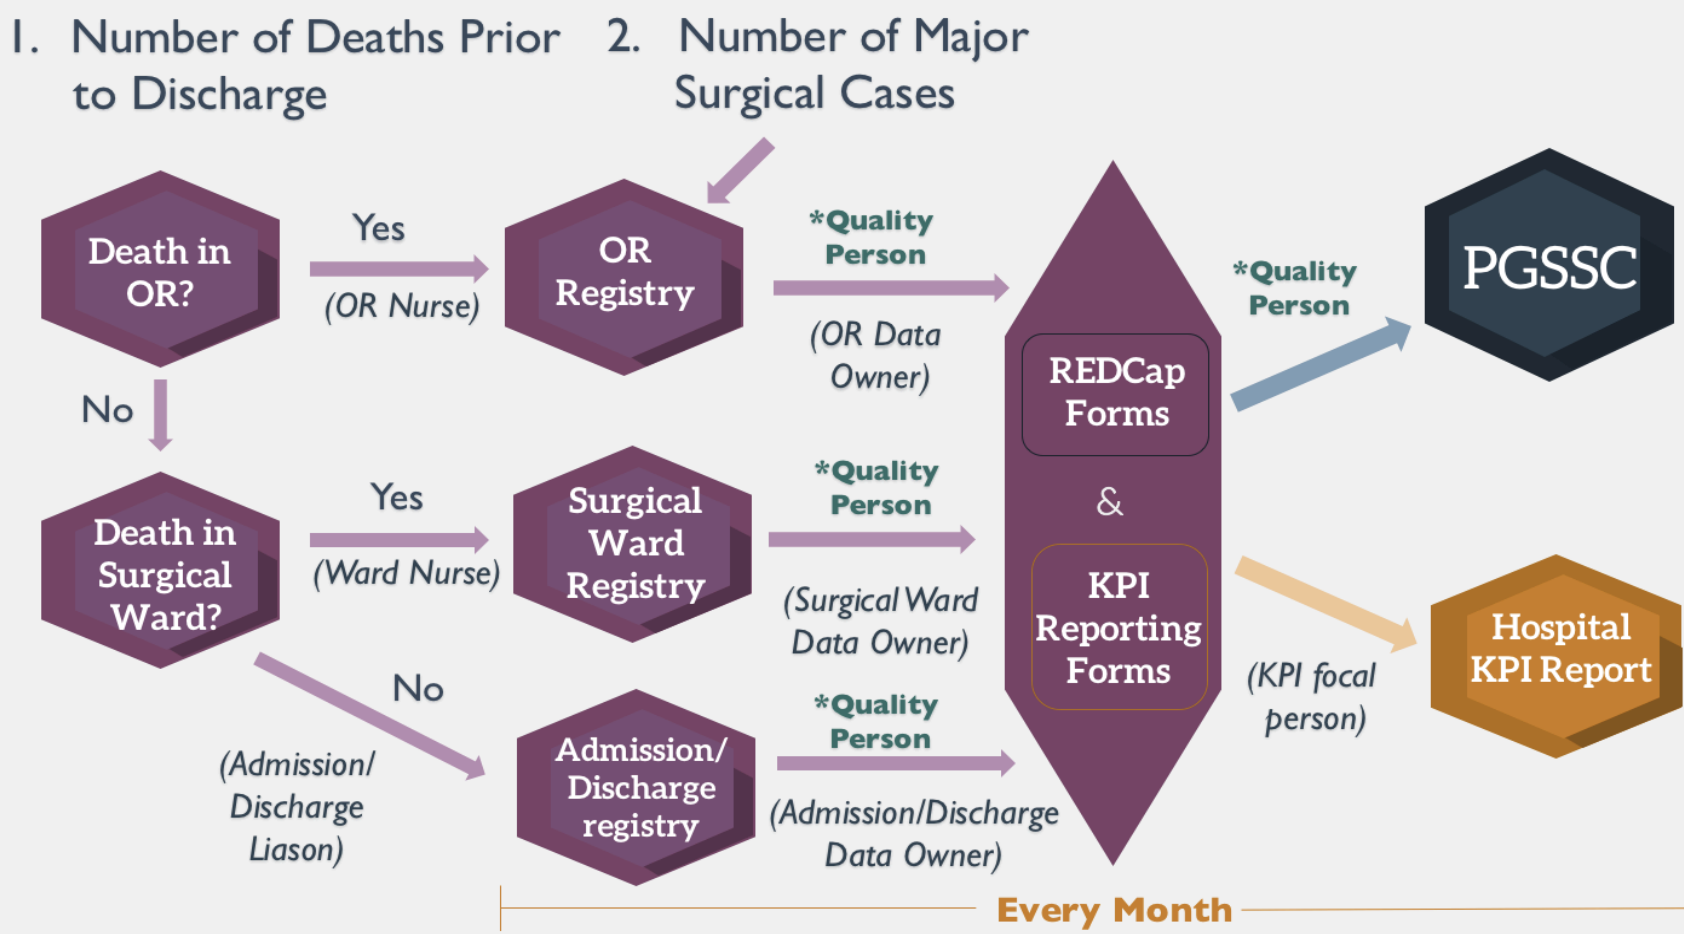 1. Number of Deaths Prior
to Discharge
2. Number of Major
Surgical Cases
Death in
OR?
Yes
(OR Nurse)
OR
Registry
*Quality
Person
(OR Data
Owner)
No
Death in
Surgical
Ward?
Yes
(Ward Nurse)
Surgical
Ward
Registry
*Quality
Person
(Surgical Ward
Data Owner)
No
(Admission/
Discharge
Liason)
Admission/
Discharge
registry
*Quality
Person
(Admission/Discharge
Data Owner)
REDCap
Forms
&
KPI
Reporting
Forms
*Quality
Person
PGSSC
(KPI focal
person)
Hospital
KPI Report
Every Month